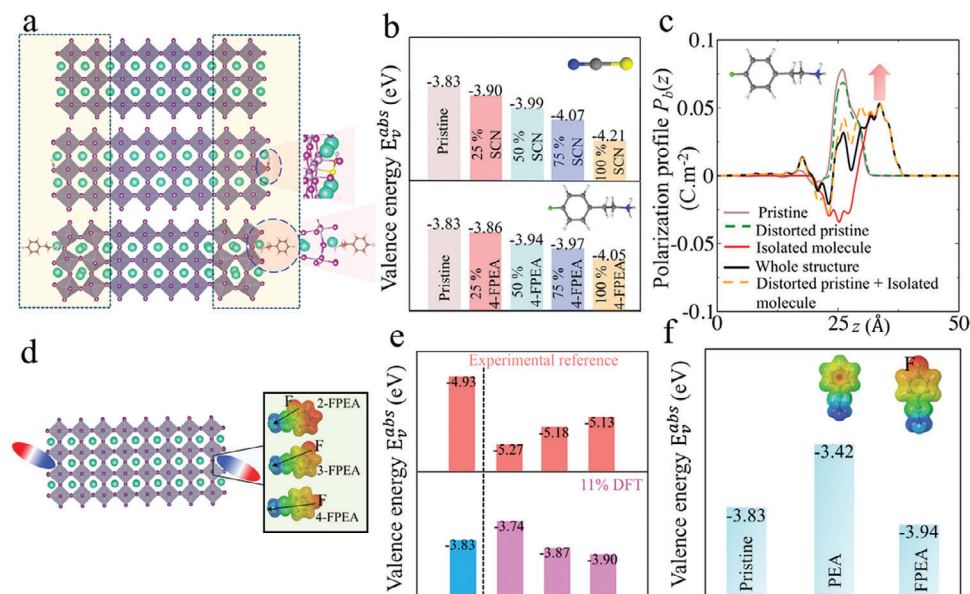 a
b
Valence energy E_v^abs (eV)
-3.83
Pristine
-3.90
25 %
SCN
-3.99
50 %
SCN
-4.07
75 %
SCN
-4.21
100 %
SCN
-3.83
Pristine
-3.86
25 %
4-FPEA
-3.94
50 %
4-FPEA
-3.97
75 %
4-FPEA
-4.05
100 %
4-FPEA
c
Polarization profile P_b(z)
(C.m⁻²)
0.1
0.05
0
-0.05
-0.1
Pristine
Distorted pristine
Isolated molecule
Whole structure
Distorted pristine + Isolated
molecule
0
25
50
z (Å)
d
F
2-FPEA
F
3-FPEA
F
4-FPEA
e
Valence energy E_v^abs (eV)
Experimental reference
-4.93
-5.27
-5.18
-5.13
11% DFT
-3.83
-3.74
-3.87
-3.90
f
Valence energy E_v^abs (eV)
F
-3.83
Pristine
-3.42
PEA
-3.94
FPEA